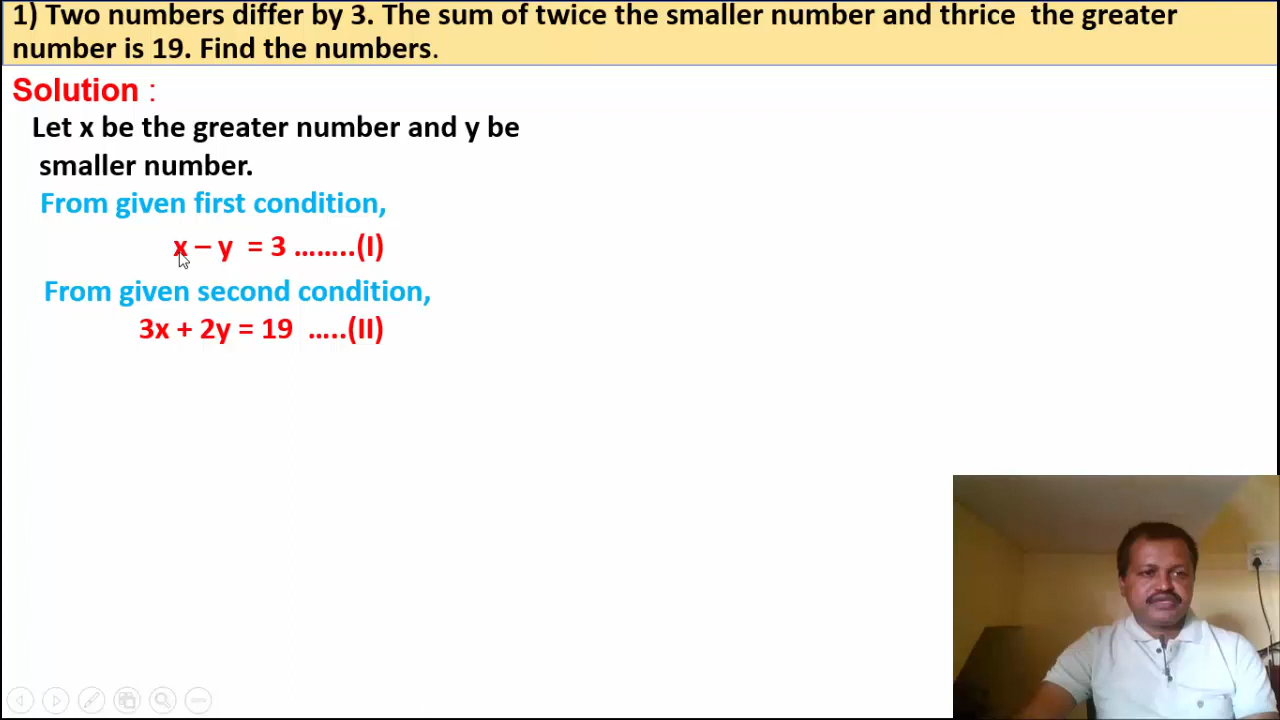 1) Two numbers differ by 3. The sum of twice the smaller number and thrice the greater
number is 19. Find the numbers.
Solution :
Let x be the greater number and y be
smaller number.
From given first condition,
x – y = 3 ……..(I)
From given second condition,
3x + 2y = 19 …..(II)